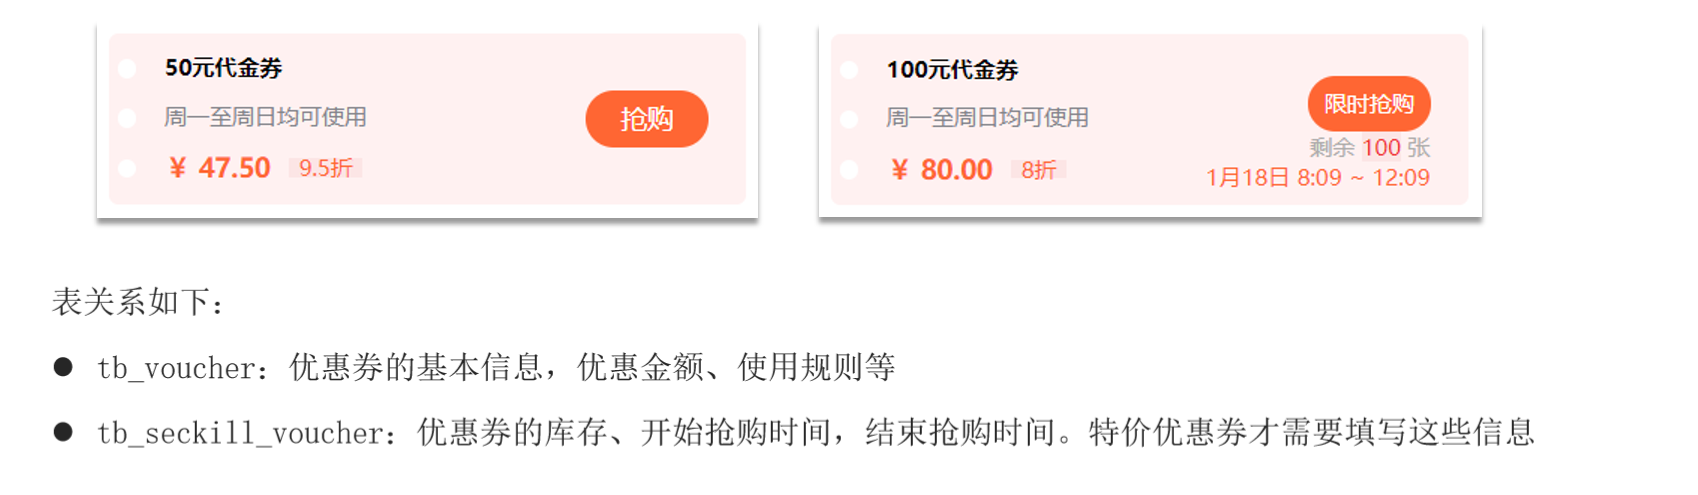 50元代金券
周一至周日均可使用
¥ 47.50 9.5折
抢购
100元代金券
周一至周日均可使用
¥ 80.00 8折
限时抢购
剩余 100 张
1月18日 8:09 ~ 12:09
表关系如下：
● tb_voucher：优惠券的基本信息，优惠金额、使用规则等
● tb_seckill_voucher：优惠券的库存、开始抢购时间，结束抢购时间。特价优惠券才需要填写这些信息